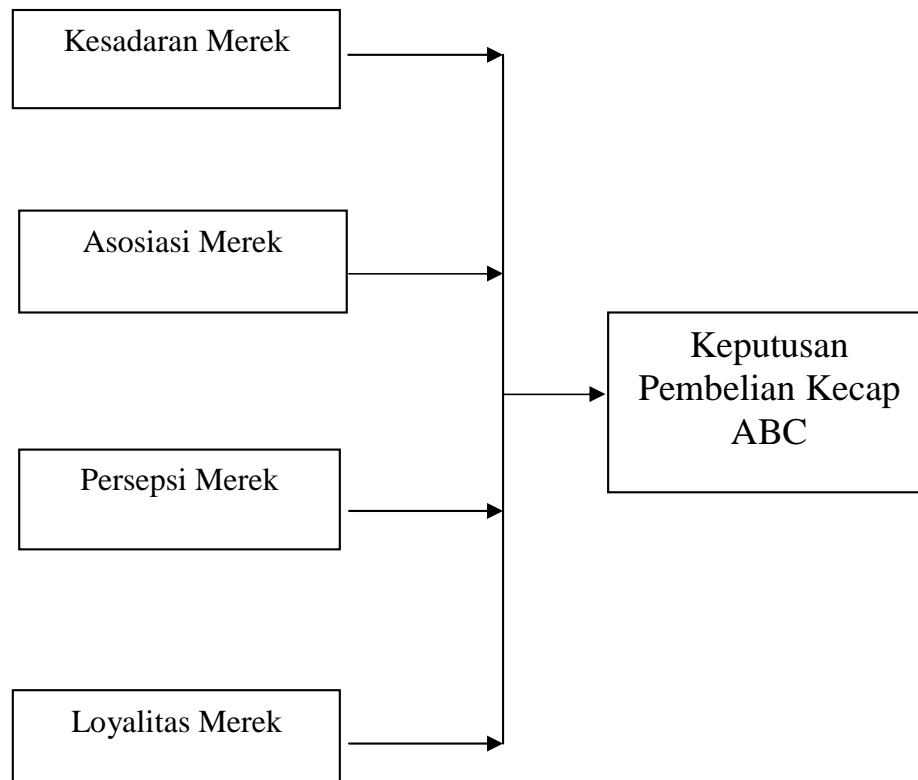 Kesadaran Merek
Asosiasi Merek
Keputusan
Pembelian Kecap
ABC
Persepsi Merek
Loyalitas Merek